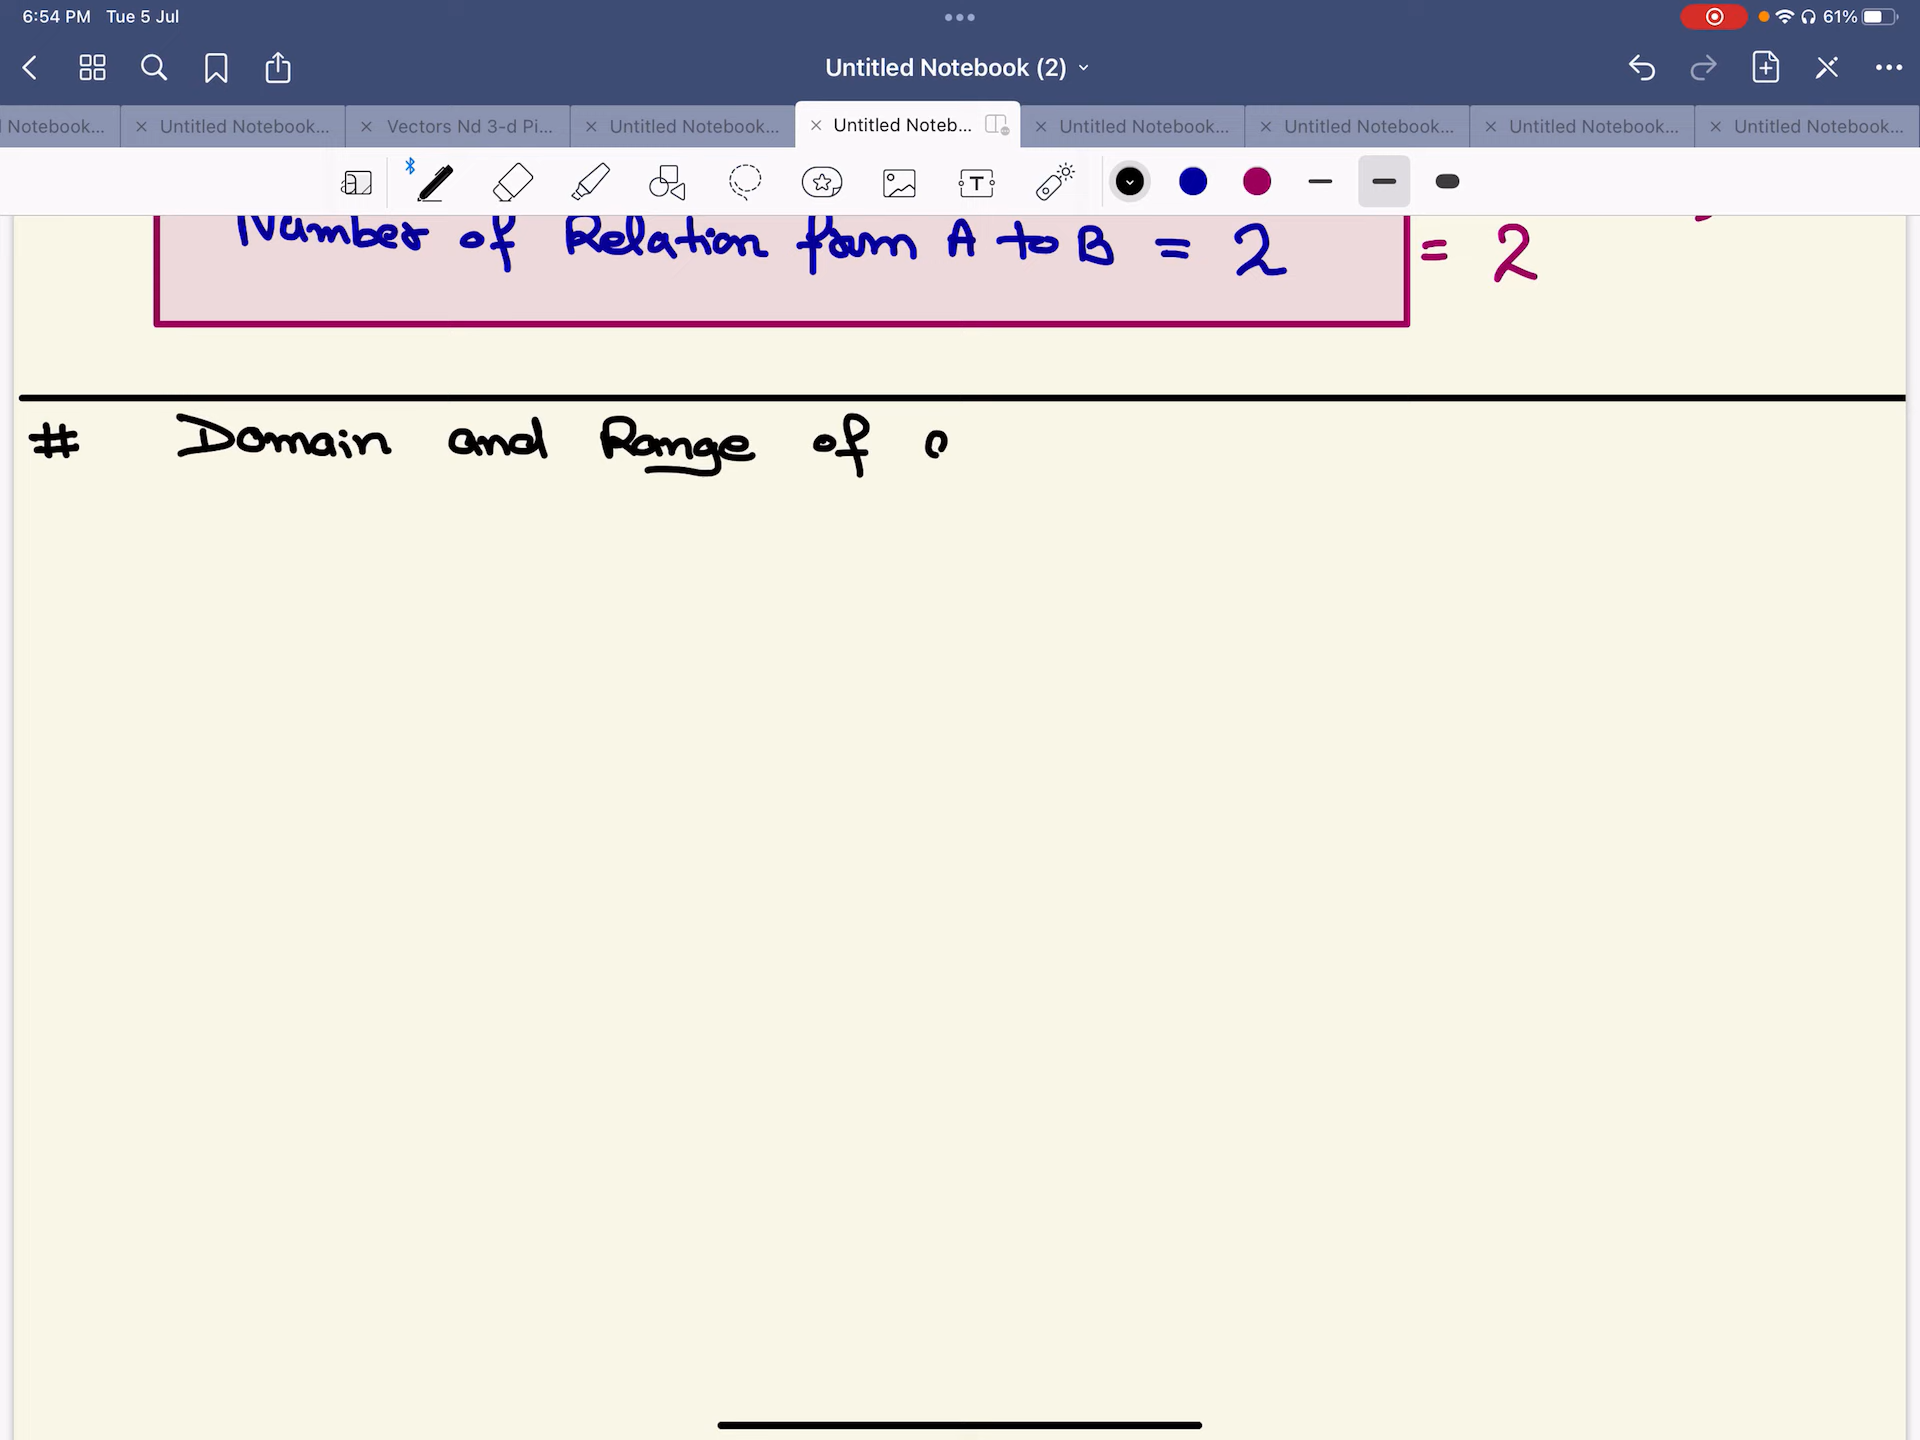 6:54 PM Tue 5 Jul
61%
Untitled Notebook (2)
Notebook...
Untitled Notebook...
Vectors Nd 3-d Pi...
Untitled Notebook...
Untitled Noteb...
Untitled Notebook...
Untitled Notebook...
Untitled Notebook...
Untitled Notebook...
T
Number of Relation from A to B = 2 = 2
# Domain and Range of a